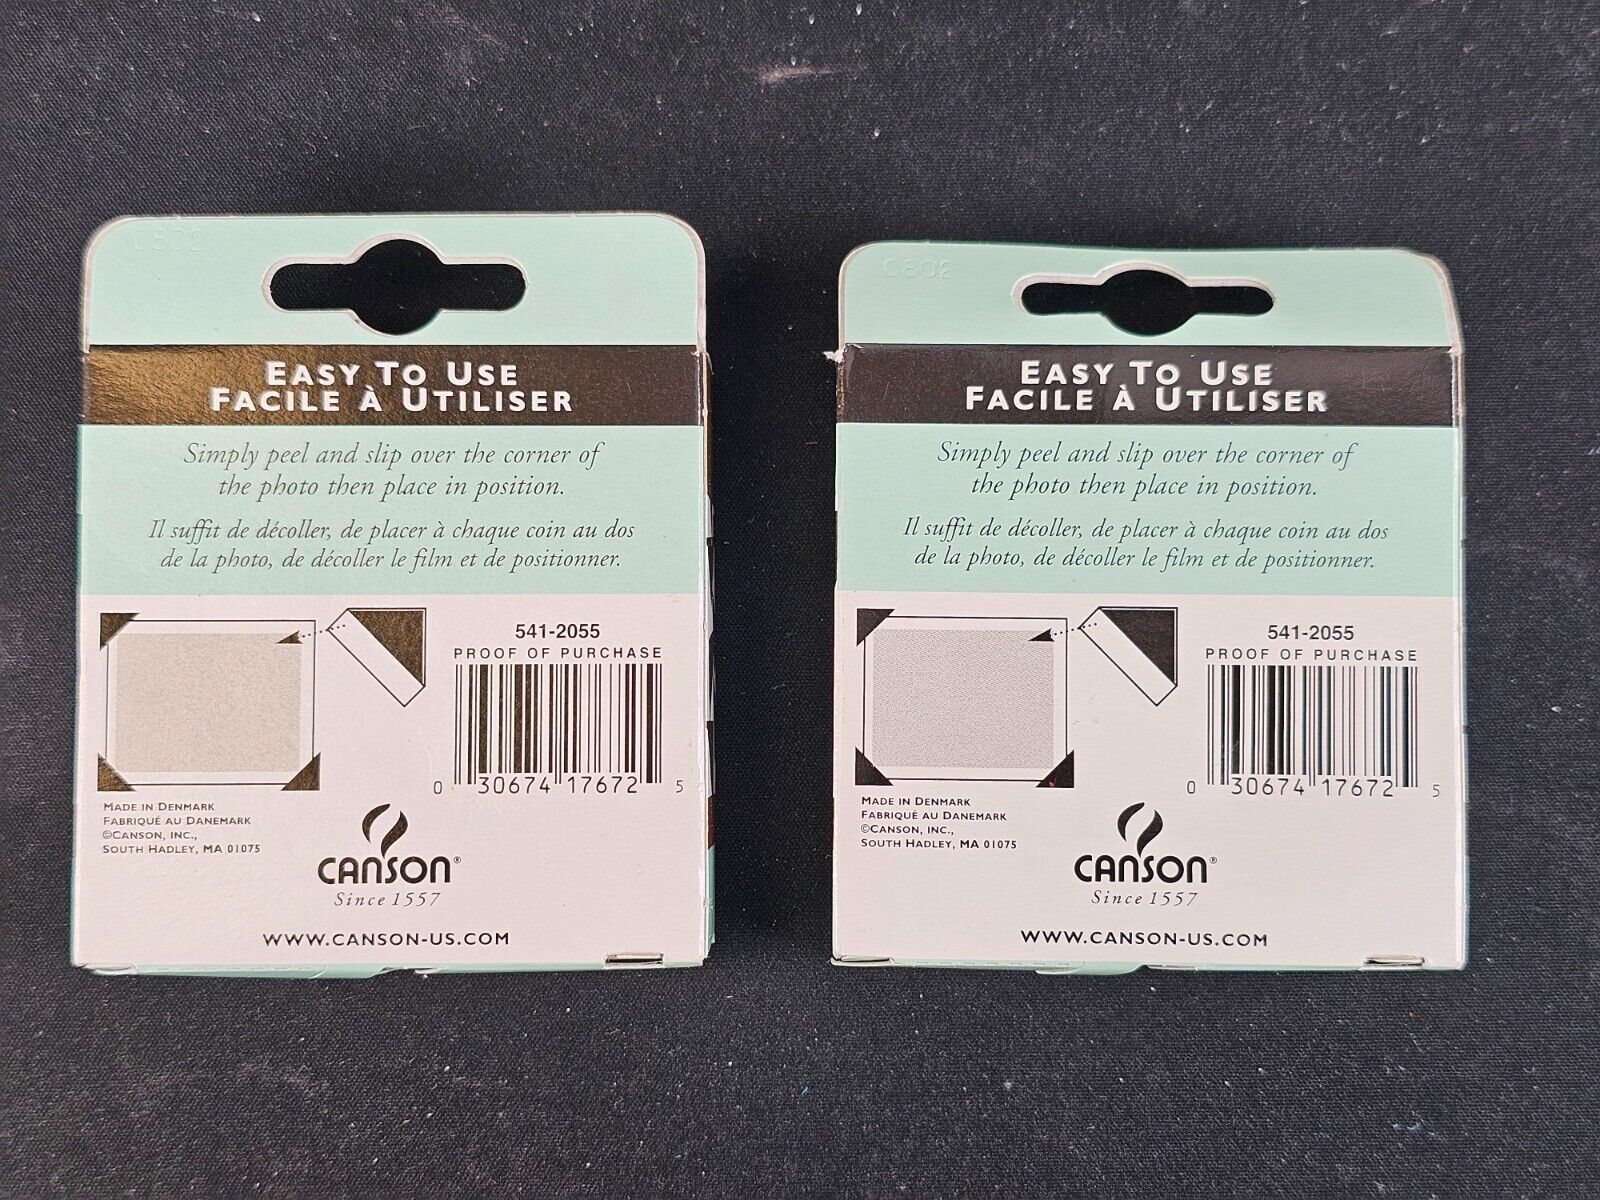 0802
EASY TO USE
FACILE À UTILISER
Simply peel and slip over the corner of
the photo then place in position.
Il suffit de décoller, de placer à chaque coin au dos
de la photo, de décoller le film et de positionner.
541-2055
PROOF OF PURCHASE
0 30674 17672 5
MADE IN DENMARK
FABRIQUÉ AU DANEMARK
©CANSON, INC.,
SOUTH HADLEY, MA 01075
CANSON®
Since 1557
WWW.CANSON-US.COM
0802
EASY TO USE
FACILE À UTILISER
Simply peel and slip over the corner of
the photo then place in position.
Il suffit de décoller, de placer à chaque coin au dos
de la photo, de décoller le film et de positionner.
541-2055
PROOF OF PURCHASE
0 30674 17672 5
MADE IN DENMARK
FABRIQUÉ AU DANEMARK
©CANSON, INC.,
SOUTH HADLEY, MA 01075
CANSON®
Since 1557
WWW.CANSON-US.COM